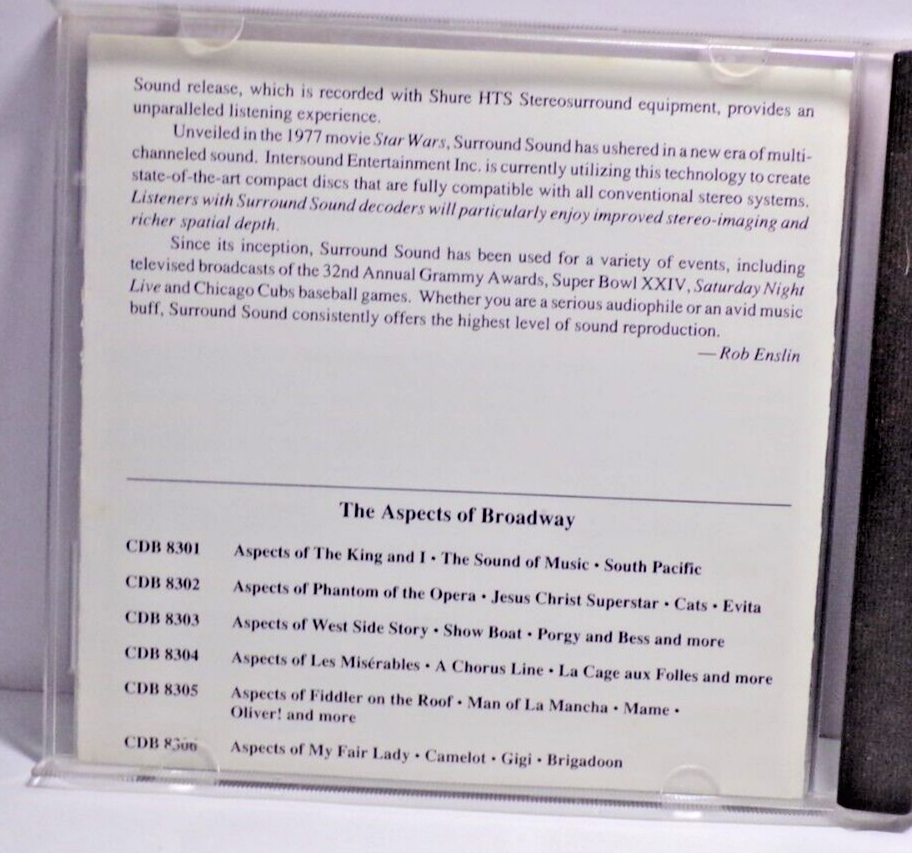 Sound release, which is recorded with Shure HTS Stereosurround equipment, provides an
unparalleled listening experience.
Unveiled in the 1977 movie Star Wars, Surround Sound has ushered in a new era of multi-
channeled sound. Intersound Entertainment Inc. is currently utilizing this technology to create
state-of-the-art compact discs that are fully compatible with all conventional stereo systems.
Listeners with Surround Sound decoders will particularly enjoy improved stereo-imaging and
richer spatial depth.
Since its inception, Surround Sound has been used for a variety of events, including
televised broadcasts of the 32nd Annual Grammy Awards, Super Bowl XXIV, Saturday Night
Live and Chicago Cubs baseball games. Whether you are a serious audiophile or an avid music
buff, Surround Sound consistently offers the highest level of sound reproduction.
— Rob Enslin
The Aspects of Broadway
CDB 8301 Aspects of The King and I • The Sound of Music • South Pacific
CDB 8302 Aspects of Phantom of the Opera • Jesus Christ Superstar • Cats • Evita
CDB 8303 Aspects of West Side Story • Show Boat • Porgy and Bess and more
CDB 8304 Aspects of Les Misérables • A Chorus Line • La Cage aux Folles and more
CDB 8305 Aspects of Fiddler on the Roof • Man of La Mancha • Mame •
Oliver! and more
CDB 8306 Aspects of My Fair Lady • Camelot • Gigi • Brigadoon